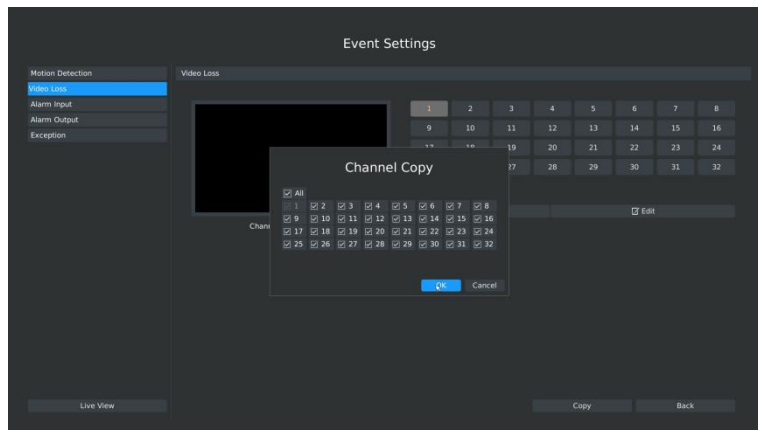 Event Settings
Motion Detection
Video Loss
Video Loss
Alarm Input
Alarm Output
Exception
1 2 3 4 5 6 7 8
9 10 11 12 13 14 15 16
19 20 21 22 23 24
27 28 29 30 31 32
Edit
Channel Copy
All
1 2 3 4 5 6 7 8
9 10 11 12 13 14 15 16
17 18 19 20 21 22 23 24
25 26 27 28 29 30 31 32
OK Cancel
Live View
Copy
Back